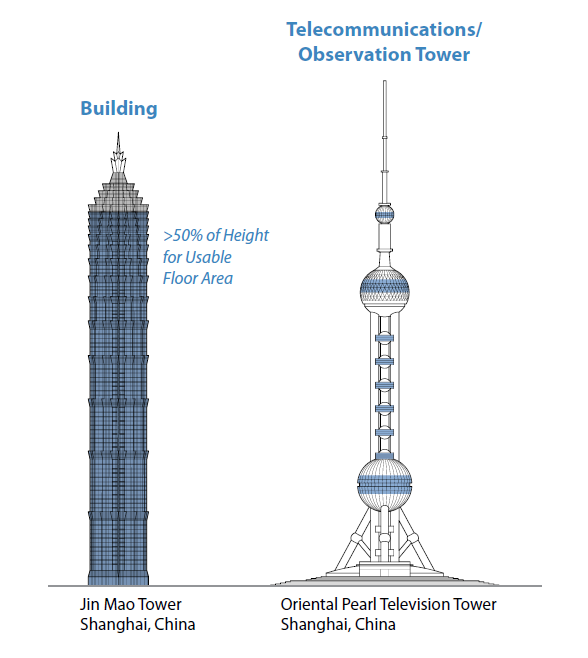 Telecommunications/
Observation Tower
Building
>50% of Height
for Usable
Floor Area
Jin Mao Tower
Shanghai, China
Oriental Pearl Television Tower
Shanghai, China